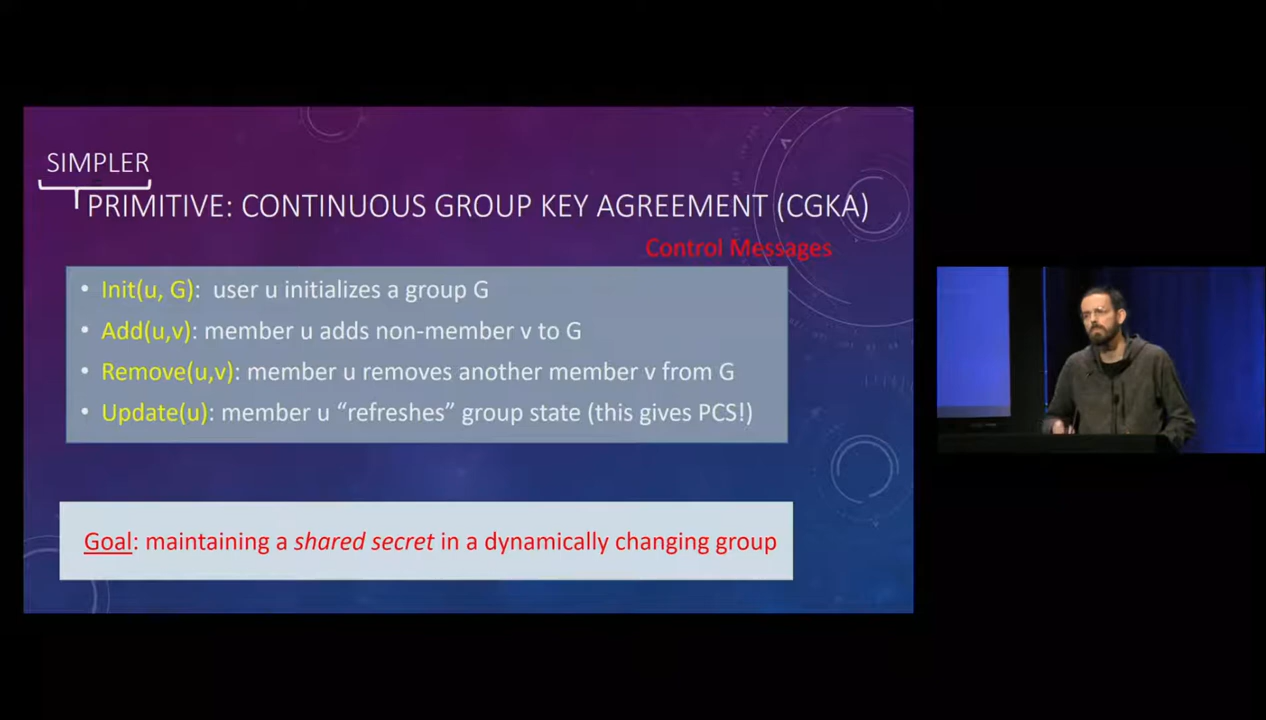 SIMPLER
PRIMITIVE: CONTINUOUS GROUP KEY AGREEMENT (CGKA)
Control Messages
• Init(u, G): user u initializes a group G
• Add(u,v): member u adds non-member v to G
• Remove(u,v): member u removes another member v from G
• Update(u): member u “refreshes” group state (this gives PCS!)
Goal: maintaining a shared secret in a dynamically changing group